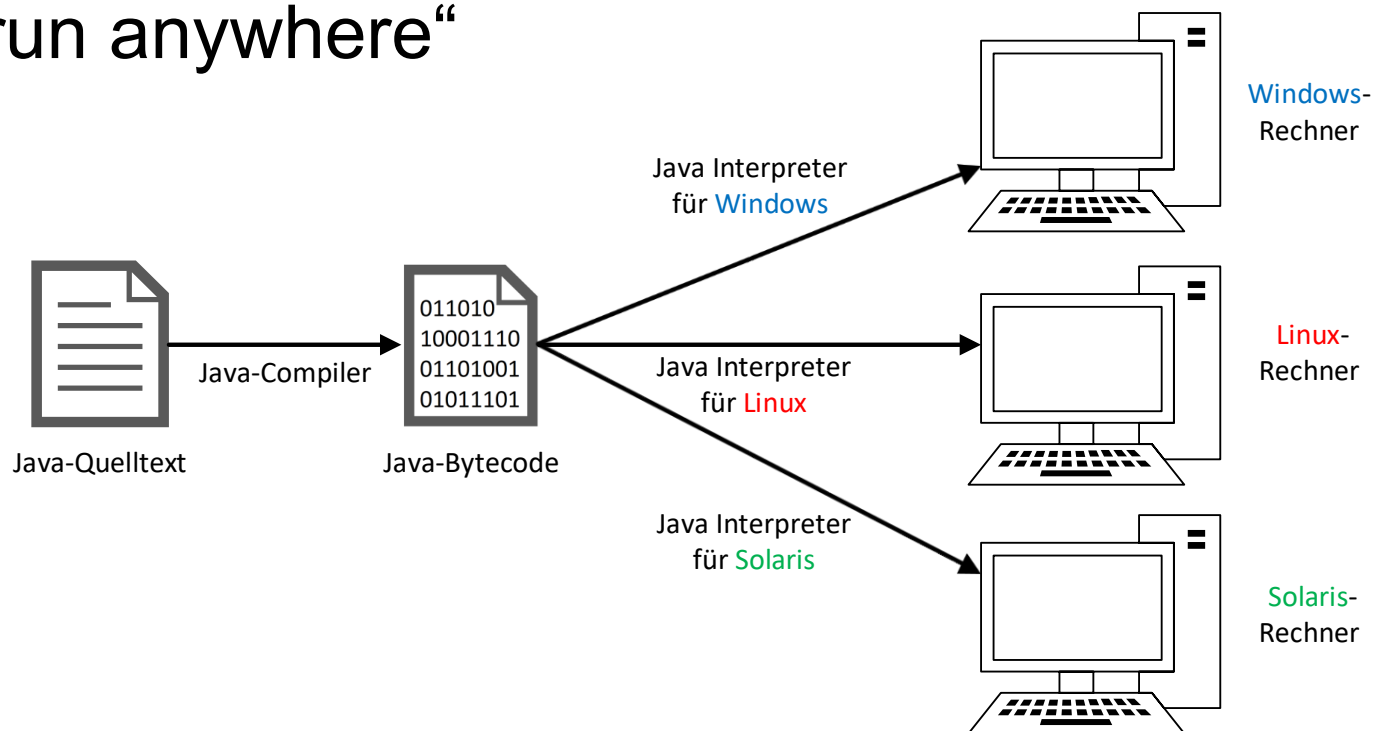 run anywhere“
Windows-
Rechner
Java Interpreter
für Windows
011010
10001110
01101001
01011101
Java-Compiler
Java Interpreter
für Linux
Linux-
Rechner
Java-Quelltext
Java-Bytecode
Java Interpreter
für Solaris
Solaris-
Rechner